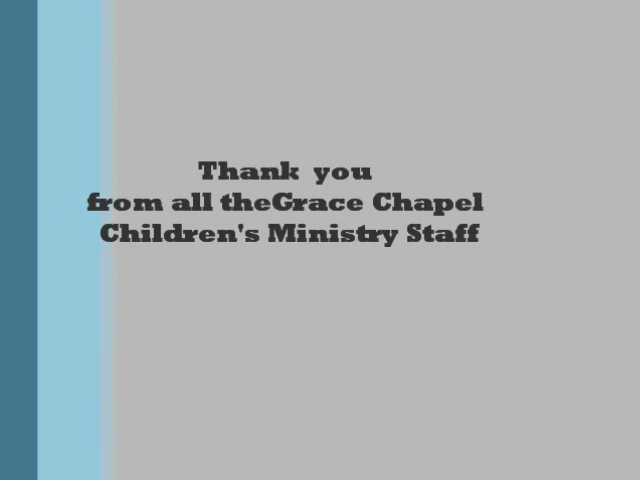 Thank you
from all theGrace Chapel
Children's Ministry Staff